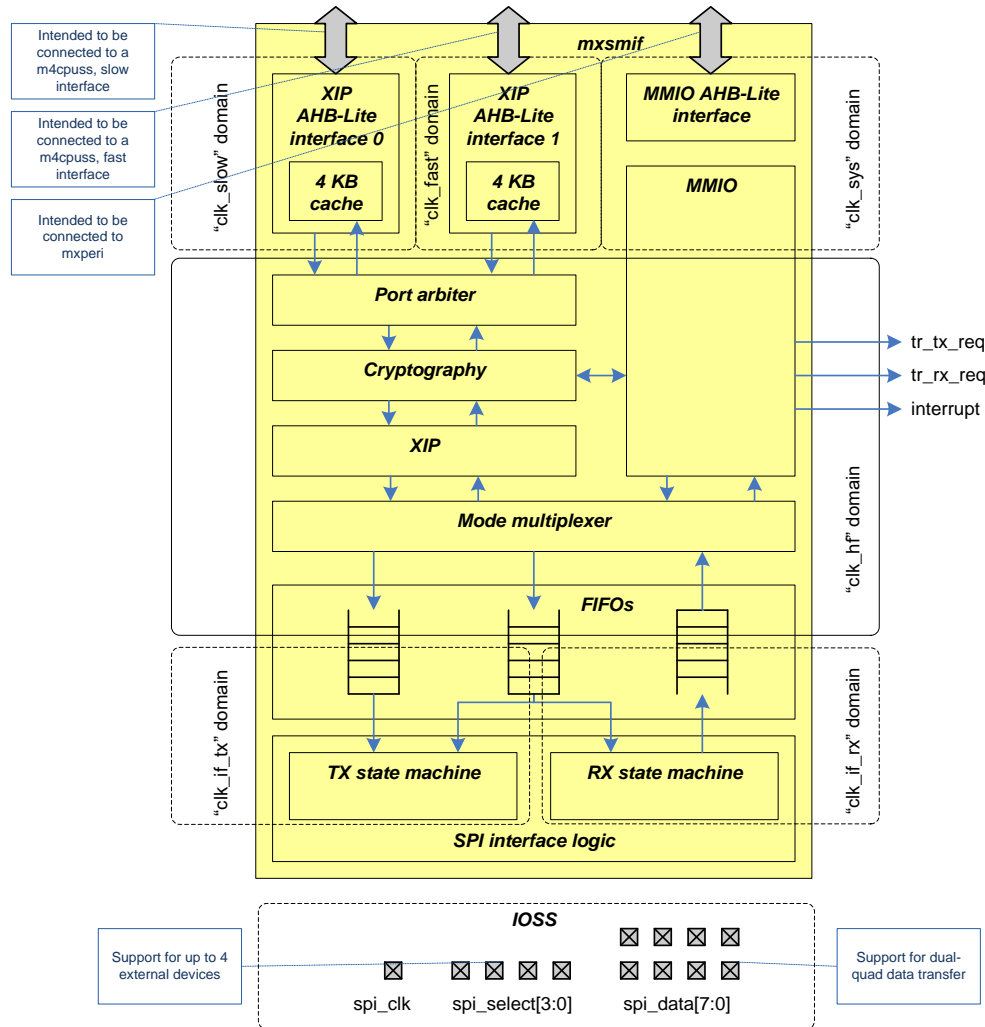 Intended to be
connected to a
m4cpuss, slow
interface
Intended to be
connected to a
m4cpuss, fast
interface
Intended to be
connected to
mxperi
mxsmif
"clk_slow" domain
XIP
AHB-Lite
interface 0
4 KB
cache
"clk_fast" domain
XIP
AHB-Lite
interface 1
4 KB
cache
MMIO AHB-Lite
interface
MMIO
"clk_sys" domain
Port arbiter
Cryptography
XIP
tr_tx_req
tr_rx_req
interrupt
Mode multiplexer
"clk_hf" domain
FIFOs
"clk_if_tx" domain
"clk_if_rx" domain
TX state machine
RX state machine
SPI interface logic
IOSS
Support for up to 4
external devices
Support for dual-
quad data transfer
spi_clk
spi_select[3:0]
spi_data[7:0]